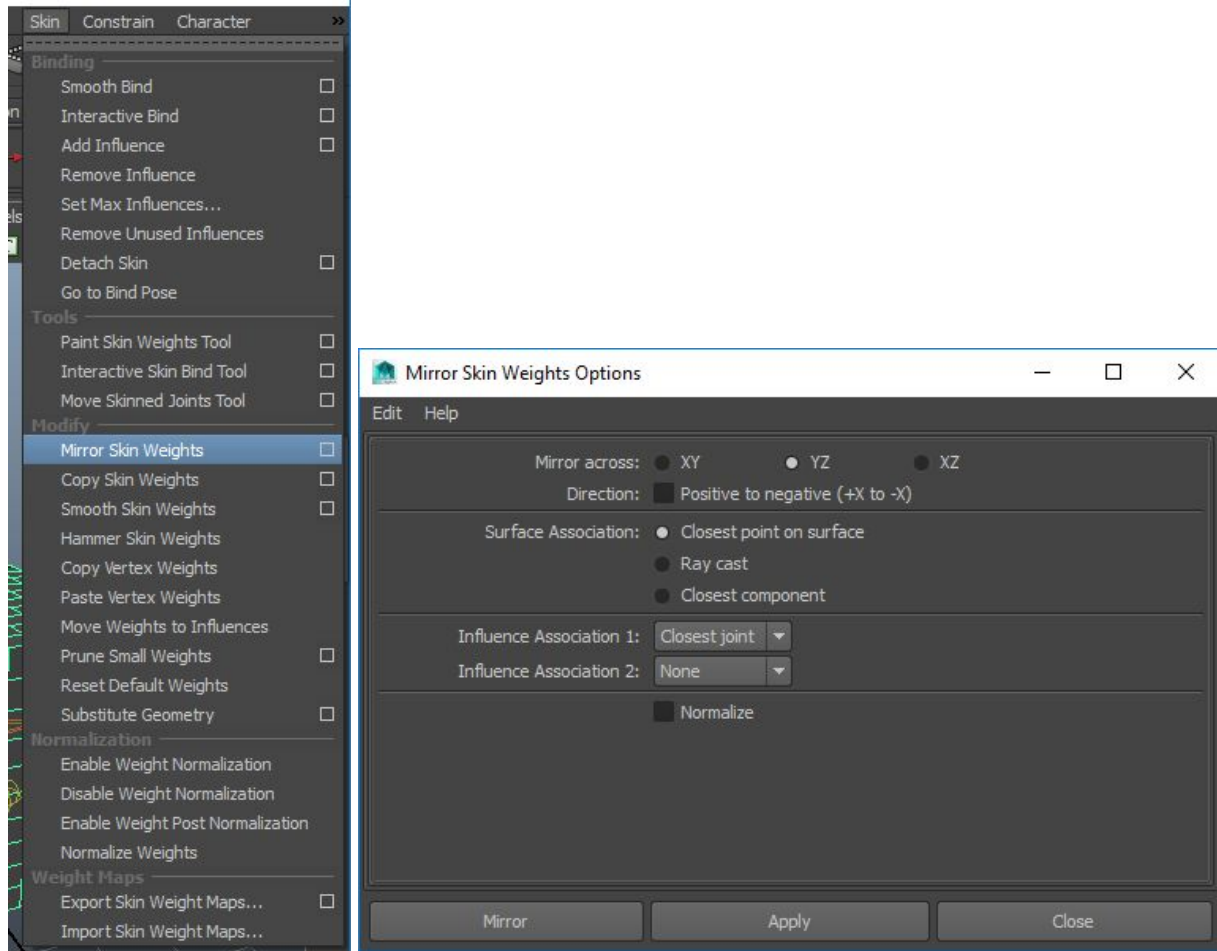 Skin Constrain Character »
Binding
Smooth Bind
Interactive Bind
Add Influence
Remove Influence
Set Max Influences...
Remove Unused Influences
Detach Skin
Go to Bind Pose
Tools
Paint Skin Weights Tool
Interactive Skin Bind Tool
Move Skinned Joints Tool
Modify
Mirror Skin Weights
Copy Skin Weights
Smooth Skin Weights
Hammer Skin Weights
Copy Vertex Weights
Paste Vertex Weights
Move Weights to Influences
Prune Small Weights
Reset Default Weights
Substitute Geometry
Normalization
Enable Weight Normalization
Disable Weight Normalization
Enable Weight Post Normalization
Normalize Weights
Weight Maps
Export Skin Weight Maps...
Import Skin Weight Maps...
Mirror Skin Weights Options
Edit Help
Mirror across: XY YZ XZ
Direction: Positive to negative (+X to -X)
Surface Association: Closest point on surface
Ray cast
Closest component
Influence Association 1: Closest joint
Influence Association 2: None
Normalize
Mirror Apply Close